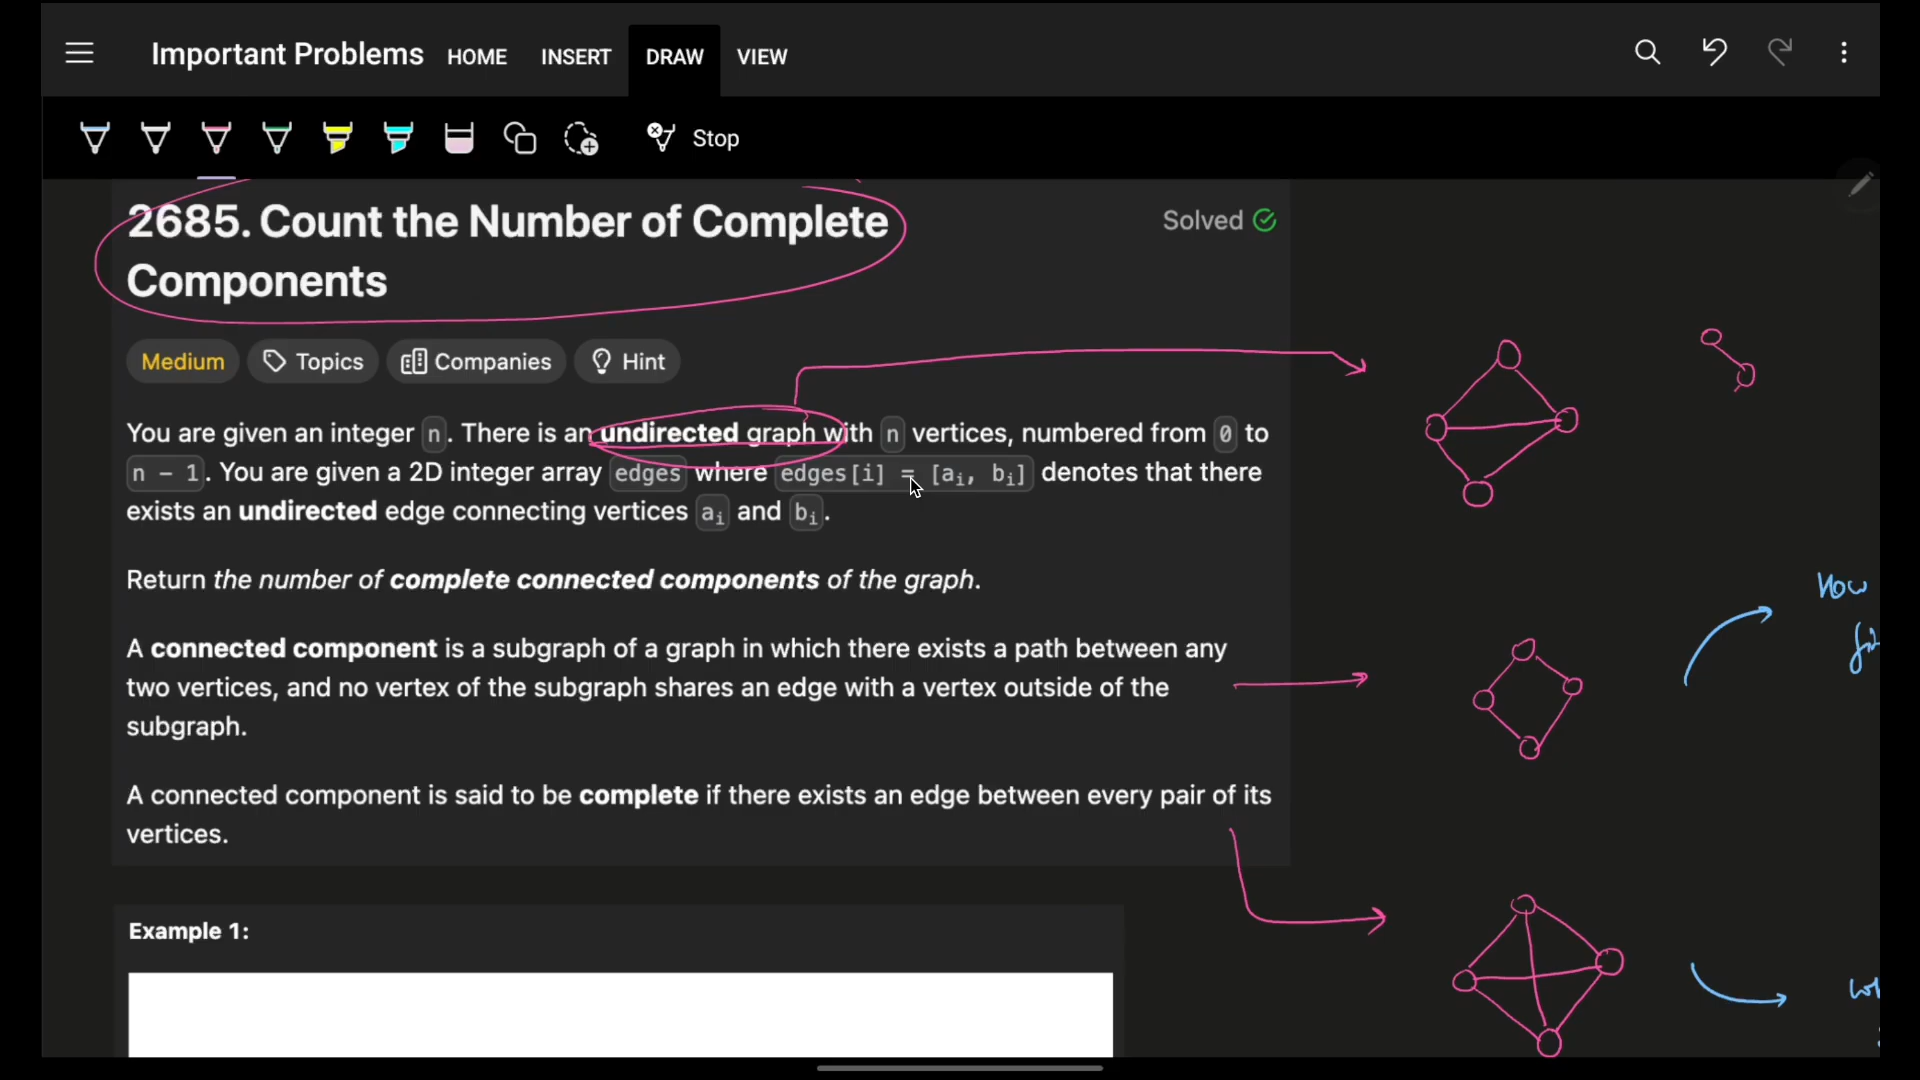 Important Problems HOME INSERT DRAW VIEW
Stop
2685. Count the Number of Complete Components
Solved
Medium Topics Companies Hint
You are given an integer n. There is an undirected graph with n vertices, numbered from 0 to
n - 1. You are given a 2D integer array edges where edges[i] = [ai, bi] denotes that there
exists an undirected edge connecting vertices ai and bi.
Return the number of complete connected components of the graph.
A connected component is a subgraph of a graph in which there exists a path between any
two vertices, and no vertex of the subgraph shares an edge with a vertex outside of the
subgraph.
A connected component is said to be complete if there exists an edge between every pair of its
vertices.
Example 1:
How